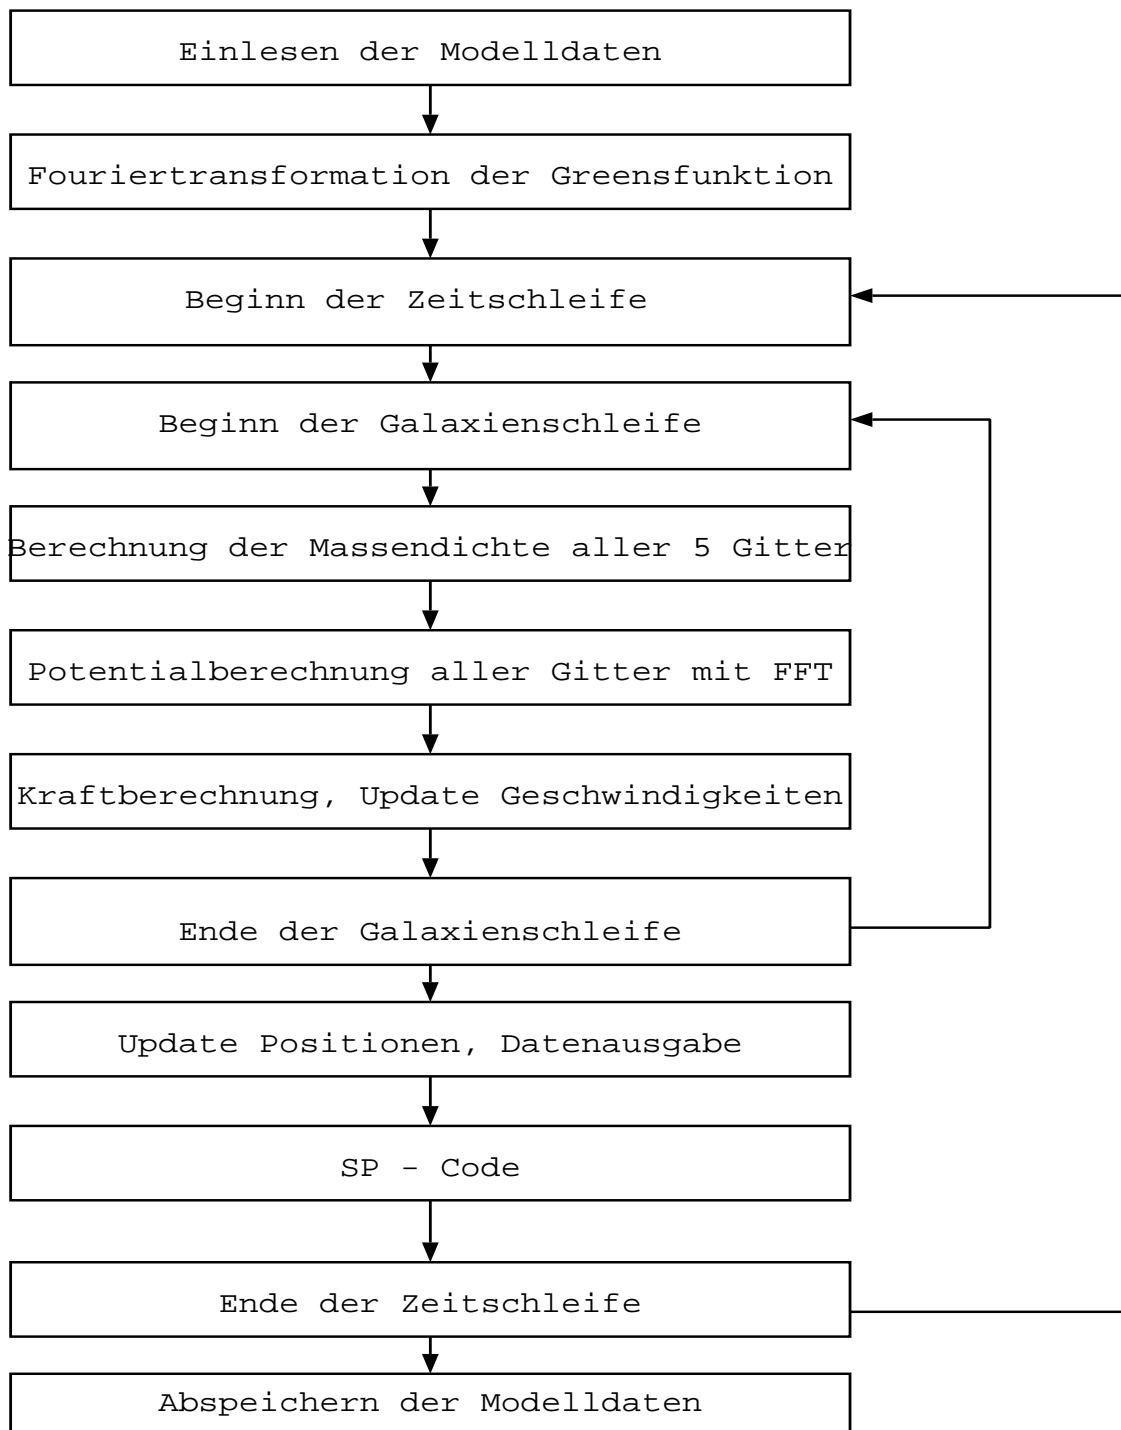 Einlesen der Modelldaten
Fouriertransformation der Greensfunktion
Beginn der Zeitschleife
Beginn der Galaxienschleife
Berechnung der Massendichte aller 5 Gitter
Potentialberechnung aller Gitter mit FFT
Kraftberechnung, Update Geschwindigkeiten
Ende der Galaxienschleife
Update Positionen, Datenausgabe
SP - Code
Ende der Zeitschleife
Abspeichern der Modelldaten